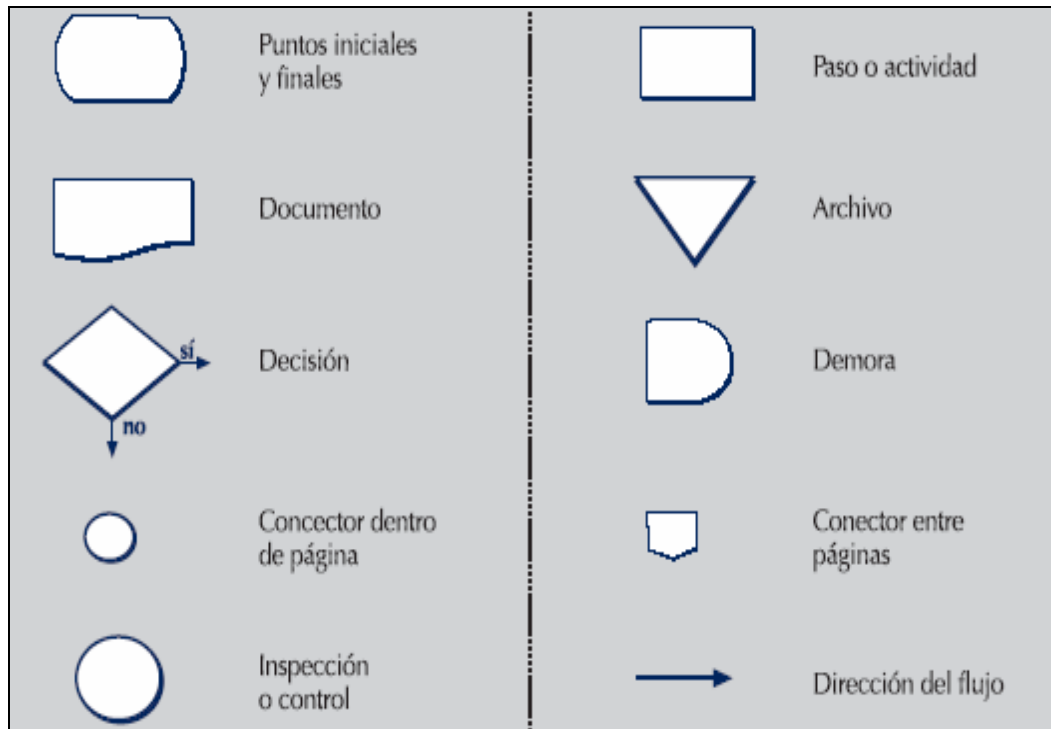 Puntos iniciales
y finales
Paso o actividad
Documento
Archivo
sí
no
Decisión
Demora
Concector dentro
de página
Conector entre
páginas
Inspección
o control
Dirección del flujo